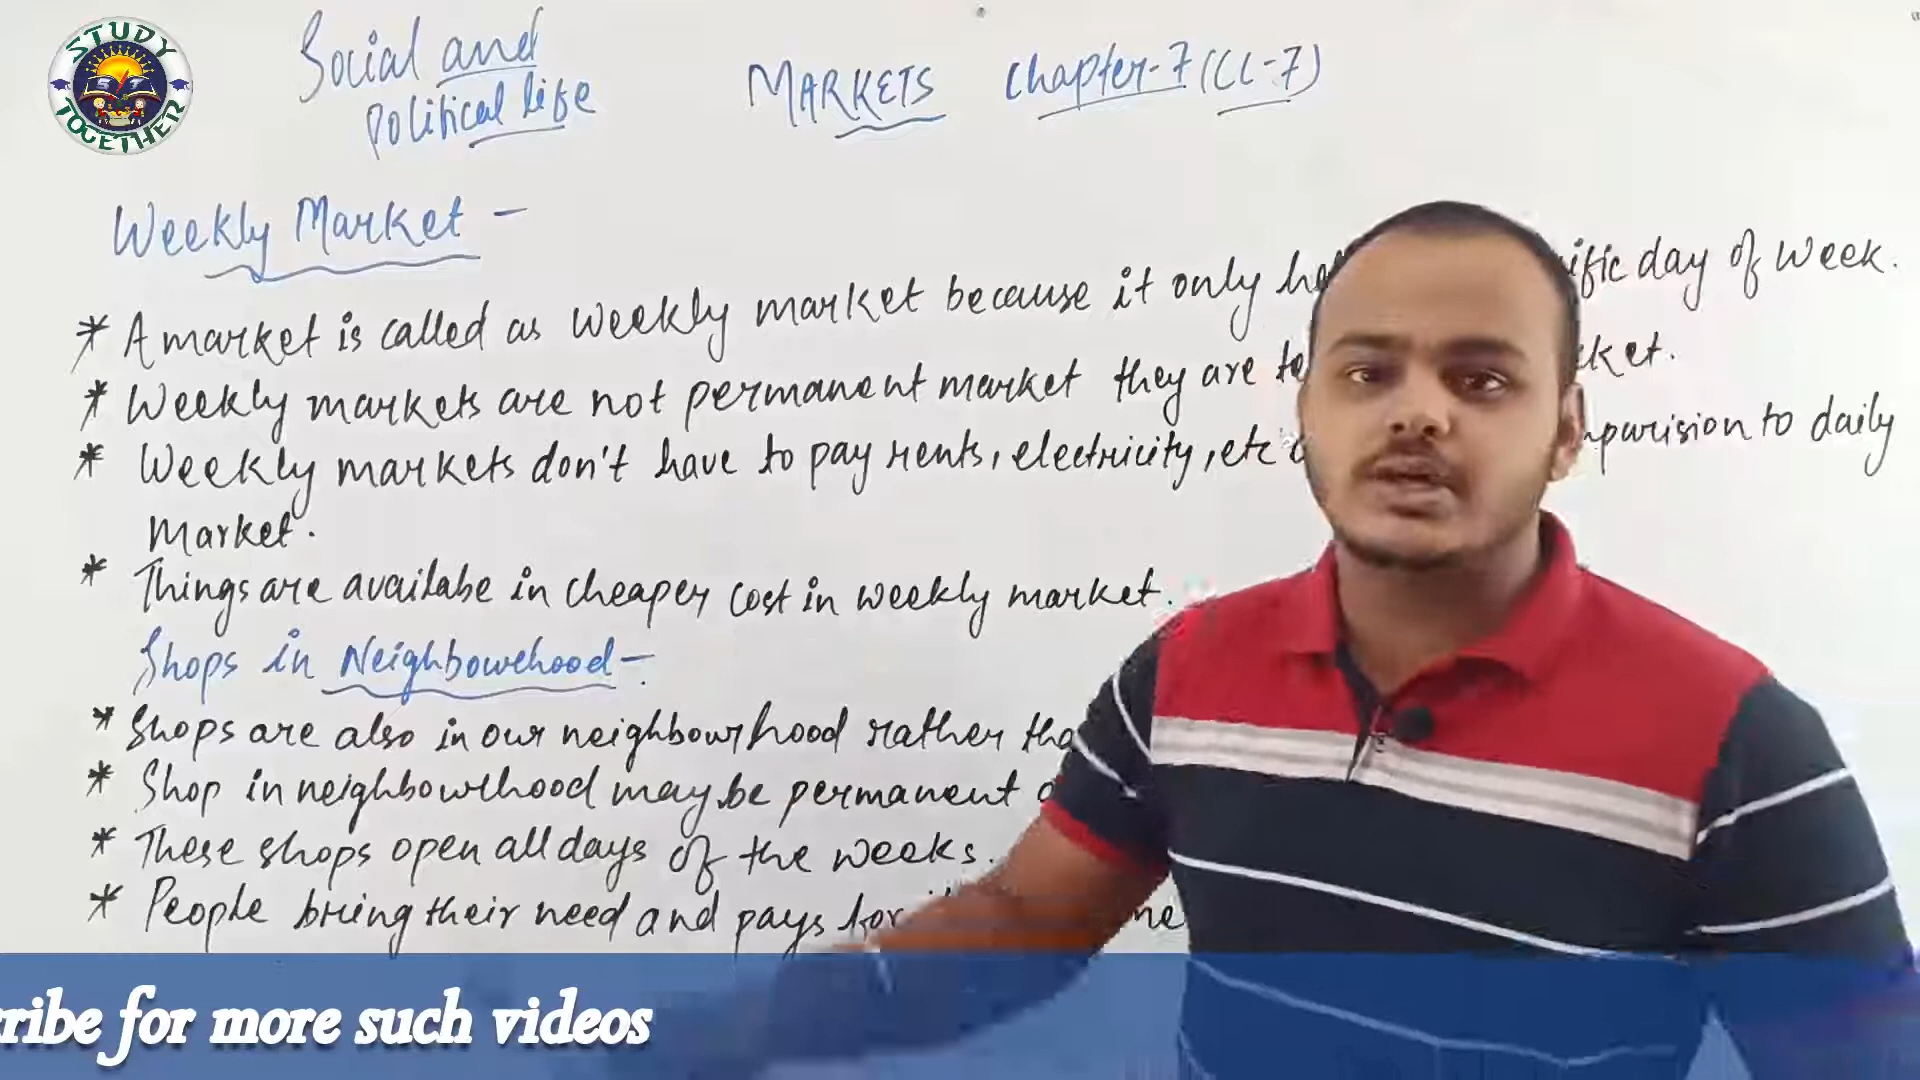 STUDY
TOGETHER
Social and
political life
MARKETS Chapter-7 (CL-7)
Weekly Market -
* A market is called as weekly market because it only day of week.
* Weekly markets are not permanent market they are
* Weekly markets don't have to pay rents, electricity, etc to daily
Market.
* Things are availabe in cheaper cost in weekly market.
Shops in Neighbourhood -
* Shops are also in our neighbourhood rather
* Shop in neighbourhood may be permanent
* These shops open all days of the weeks.
* People bring their need and pays for
for more such videos